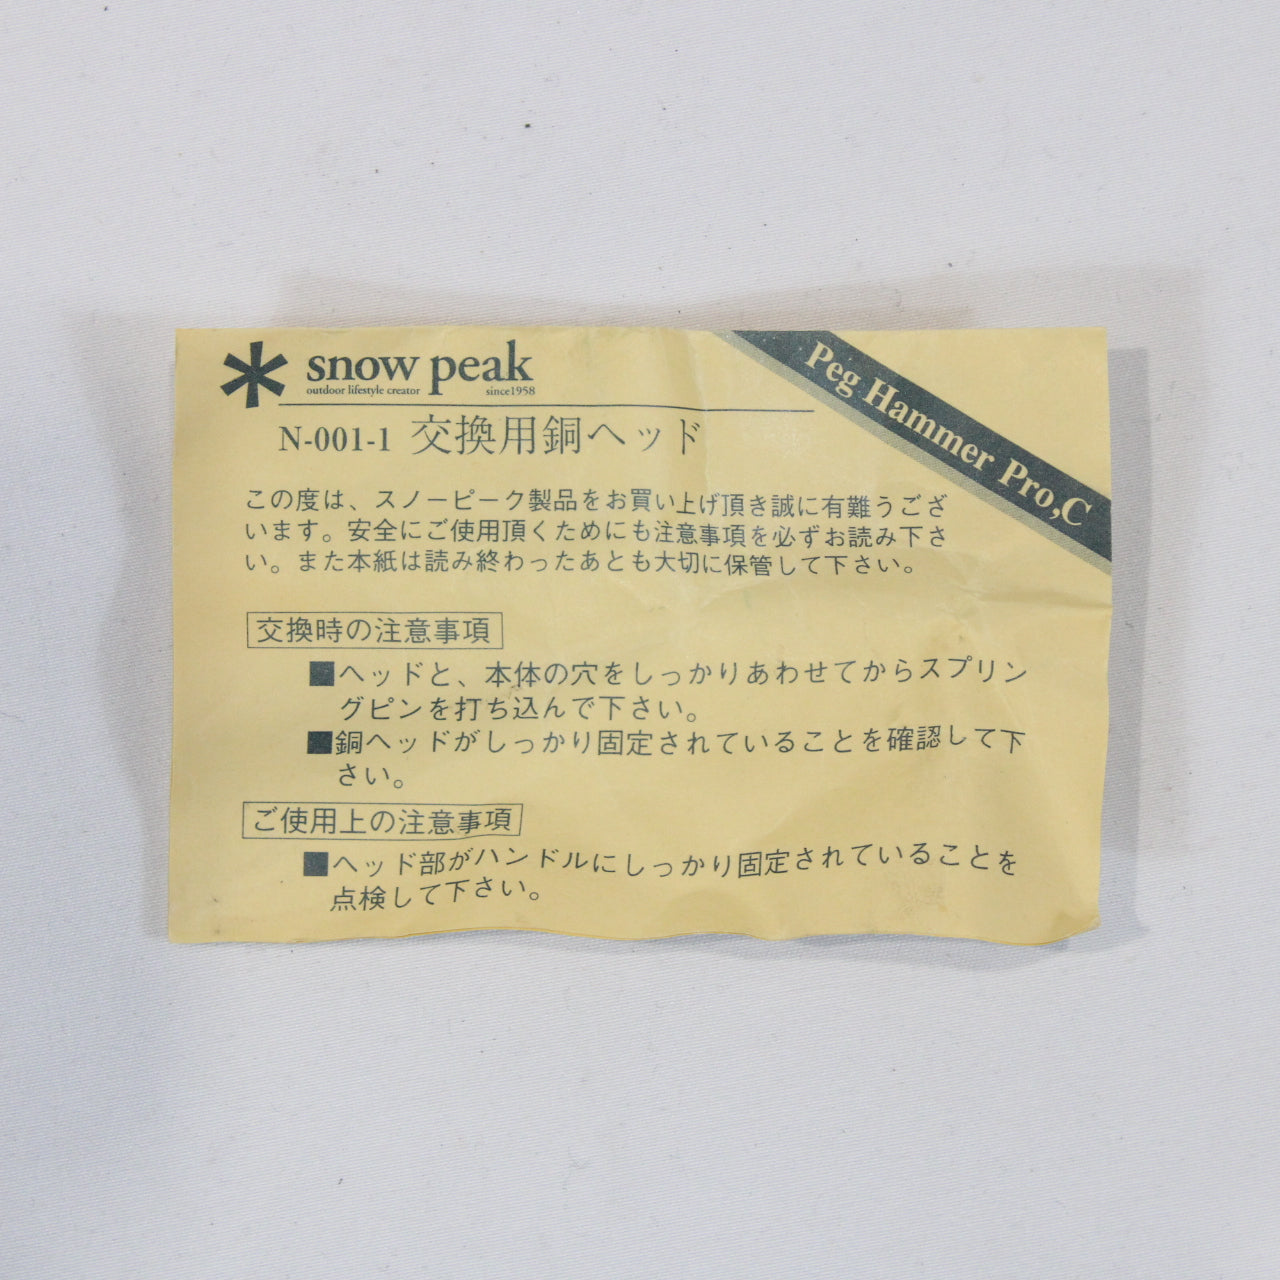 snow peak
outdoor lifestyle creator since1958
Peg Hammer Pro,C
N-001-1 交換用銅ヘッド
この度は、スノーピーク製品をお買い上げ頂き誠に有難うござ
います。安全にご使用頂くためにも注意事項を必ずお読み下さ
い。また本紙は読み終わったあとも大切に保管して下さい。
交換時の注意事項
■ヘッドと、本体の穴をしっかりあわせてからスプリン
グピンを打ち込んで下さい。
■銅ヘッドがしっかり固定されていることを確認して下
さい。
ご使用上の注意事項
■ヘッド部がハンドルにしっかり固定されていることを
点検して下さい。